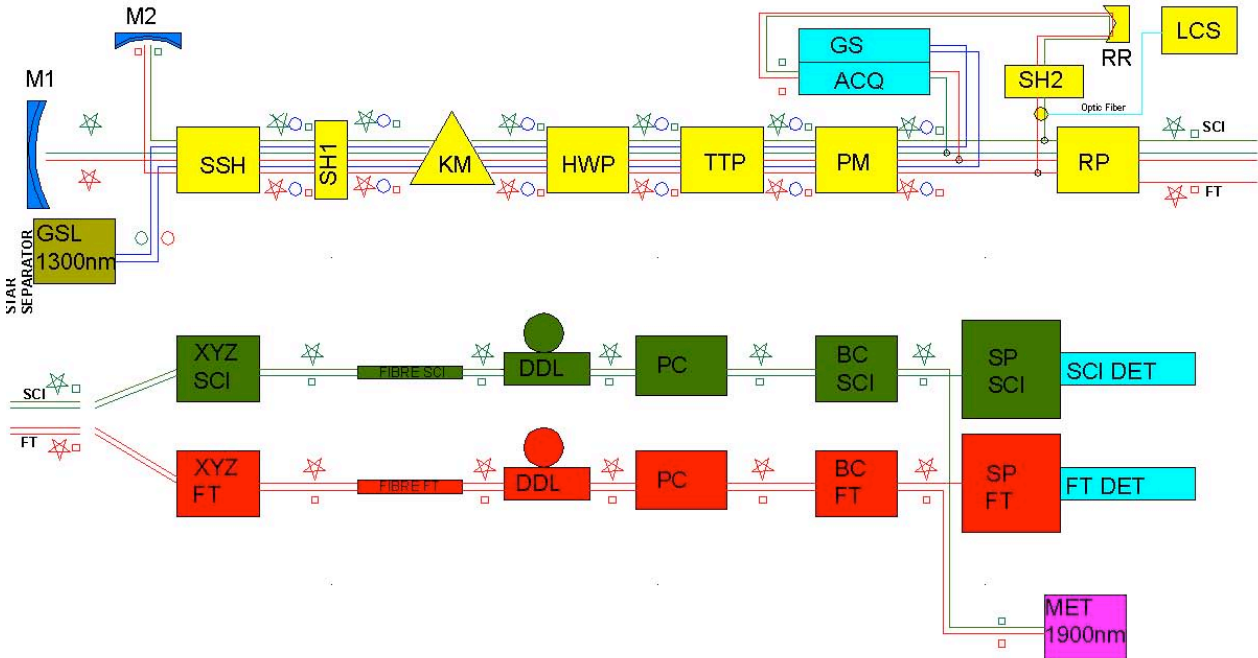 M2
M1
GS
ACQ
RR
LCS
SH2
Optic Fiber
SCI
SSH
SH1
KM
HWP
TTP
PM
RP
FT
GSL
1300nm
STAR
SEPARATOR
XYZ
SCI
FIBRE SCI
DDL
PC
BC
SCI
SP
SCI
SCI DET
SCI
FT
XYZ
FT
FIBRE FT
DDL
PC
BC
FT
SP
FT
FT DET
MET
1900nm